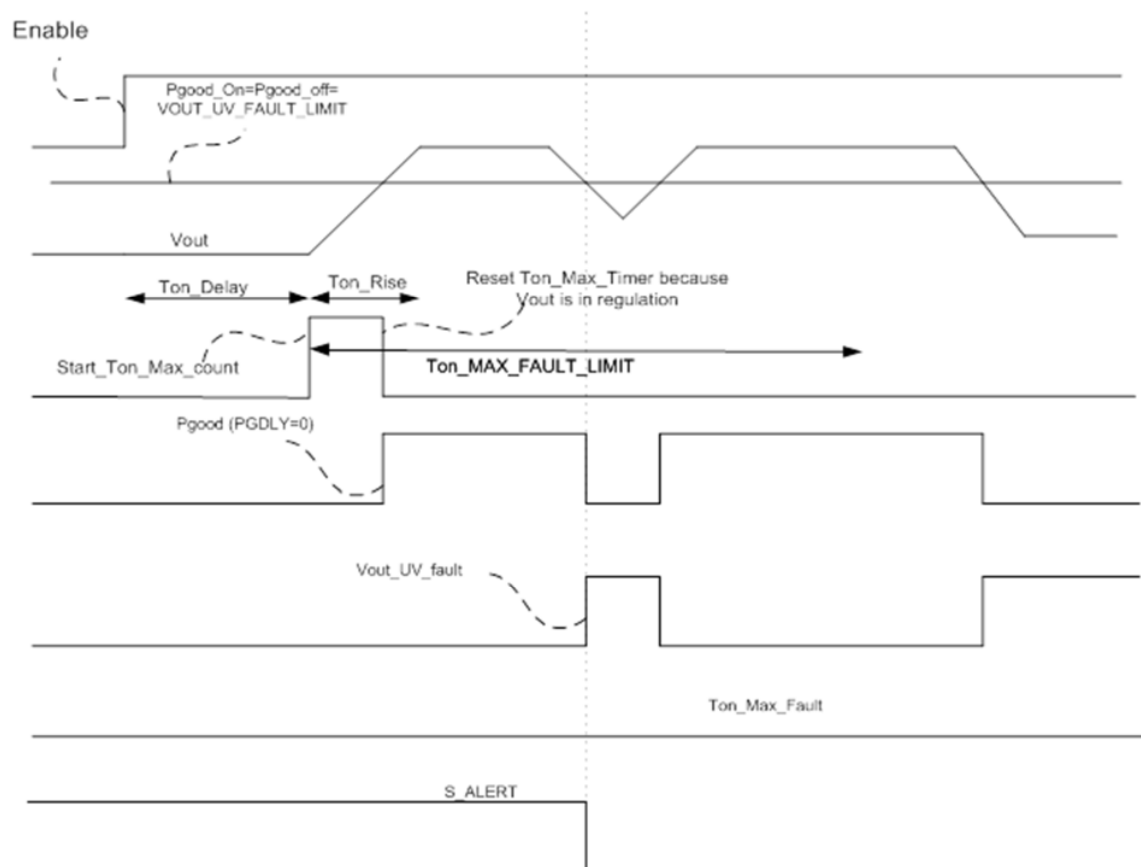 Enable
Pgood_On=Pgood_off=
VOUT_UV_FAULT_LIMIT
Vout
Ton_Delay
Ton_Rise
Reset Ton_Max_Timer because
Vout is in regulation
Start_Ton_Max_count
Ton_MAX_FAULT_LIMIT
Pgood (PGDLY=0)
Vout_UV_fault
Ton_Max_Fault
S_ALERT